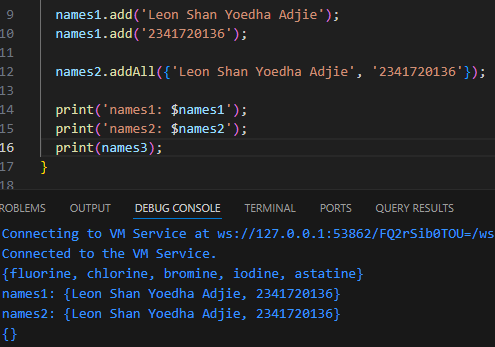 9 names1.add('Leon Shan Yoedha Adjie');
10 names1.add('2341720136');
11
12 names2.addAll({'Leon Shan Yoedha Adjie', '2341720136'});
13
14 print('names1: $names1');
15 print('names2: $names2');
16 print(names3);
17 }
18
ROBLEMS OUTPUT DEBUG CONSOLE TERMINAL PORTS QUERY RESULTS
Connecting to VM Service at ws://127.0.0.1:53862/FQ2rSib0TOU=/ws
Connected to the VM Service.
{fluorine, chlorine, bromine, iodine, astatine}
names1: {Leon Shan Yoedha Adjie, 2341720136}
names2: {Leon Shan Yoedha Adjie, 2341720136}
{}